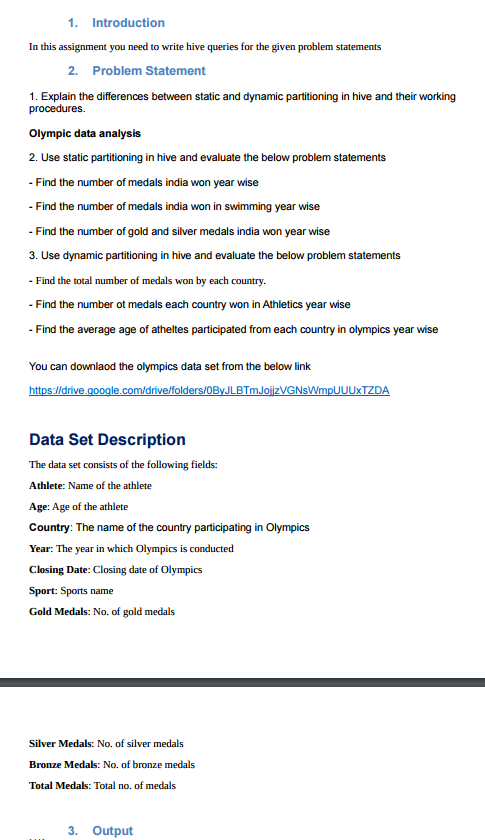 1. Introduction
In this assignment you need to write hive queries for the given problem statements
2. Problem Statement
1. Explain the differences between static and dynamic partitioning in hive and their working
procedures.
Olympic data analysis
2. Use static partitioning in hive and evaluate the below problem statements
- Find the number of medals india won year wise
- Find the number of medals india won in swimming year wise
- Find the number of gold and silver medals india won year wise
3. Use dynamic partitioning in hive and evaluate the below problem statements
- Find the total number of medals won by each country.
- Find the number ot medals each country won in Athletics year wise
- Find the average age of atheltes participated from each country in olympics year wise
You can downlaod the olympics data set from the below link
https://drive.google.com/drive/folders/0ByJLBTmJojjzVGNsWmpUUUxTZDA
Data Set Description
The data set consists of the following fields:
Athlete: Name of the athlete
Age: Age of the athlete
Country: The name of the country participating in Olympics
Year: The year in which Olympics is conducted
Closing Date: Closing date of Olympics
Sport: Sports name
Gold Medals: No. of gold medals
Silver Medals: No. of silver medals
Bronze Medals: No. of bronze medals
Total Medals: Total no. of medals
3. Output